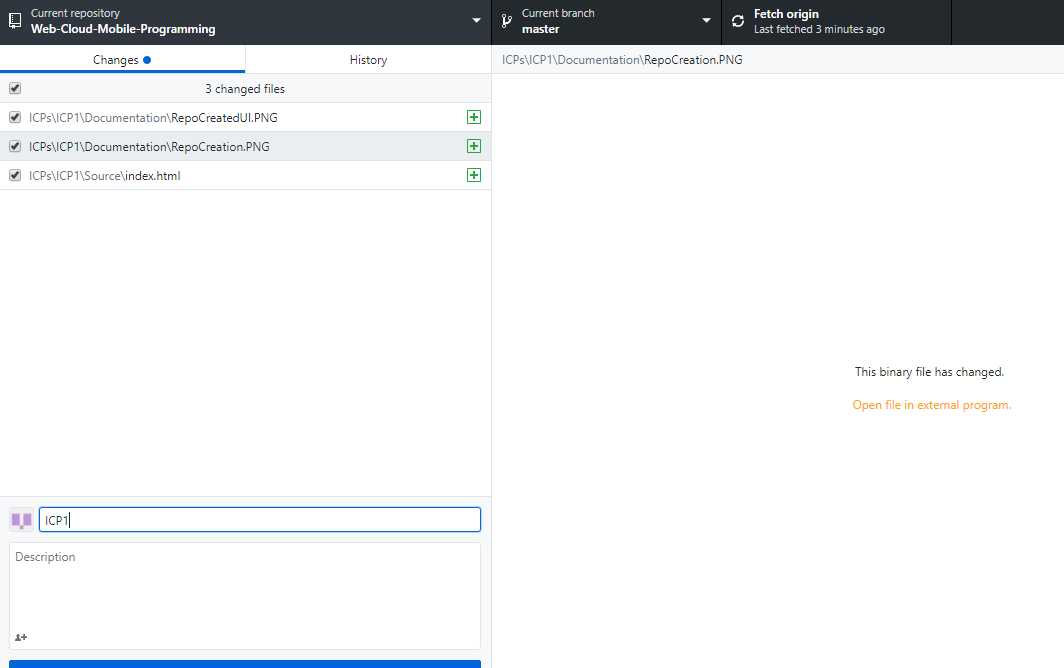 Current repository
Web-Cloud-Mobile-Programming
Current branch
master
Fetch origin
Last fetched 3 minutes ago
Changes
History
ICPs\ICP1\Documentation\RepoCreation.PNG
3 changed files
ICPs\ICP1\Documentation\RepoCreatedUI.PNG
ICPs\ICP1\Documentation\RepoCreation.PNG
ICPs\ICP1\Source\index.html
This binary file has changed.
Open file in external program.
ICP1
Description